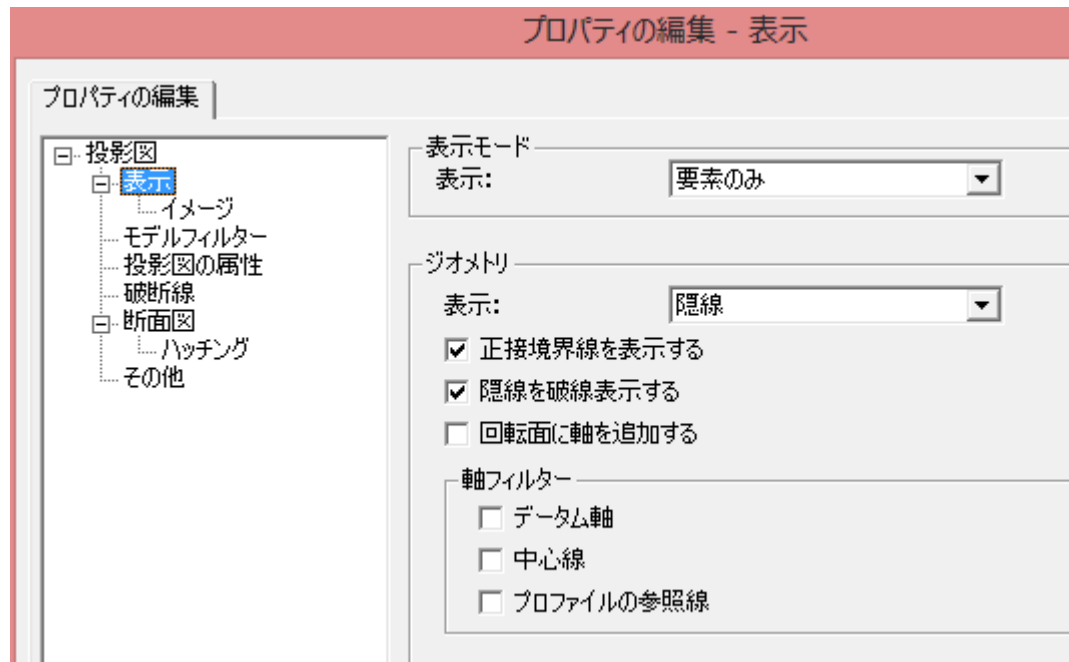 プロパティの編集 - 表示
プロパティの編集
投影図
表示
イメージ
モデルフィルター
投影図の属性
破断線
断面図
ハッチング
その他
表示モード
表示: 要素のみ
ジオメトリ
表示: 隠線
正接境界線を表示する
隠線を破線表示する
回転面に軸を追加する
軸フィルター
データム軸
中心線
プロファイルの参照線